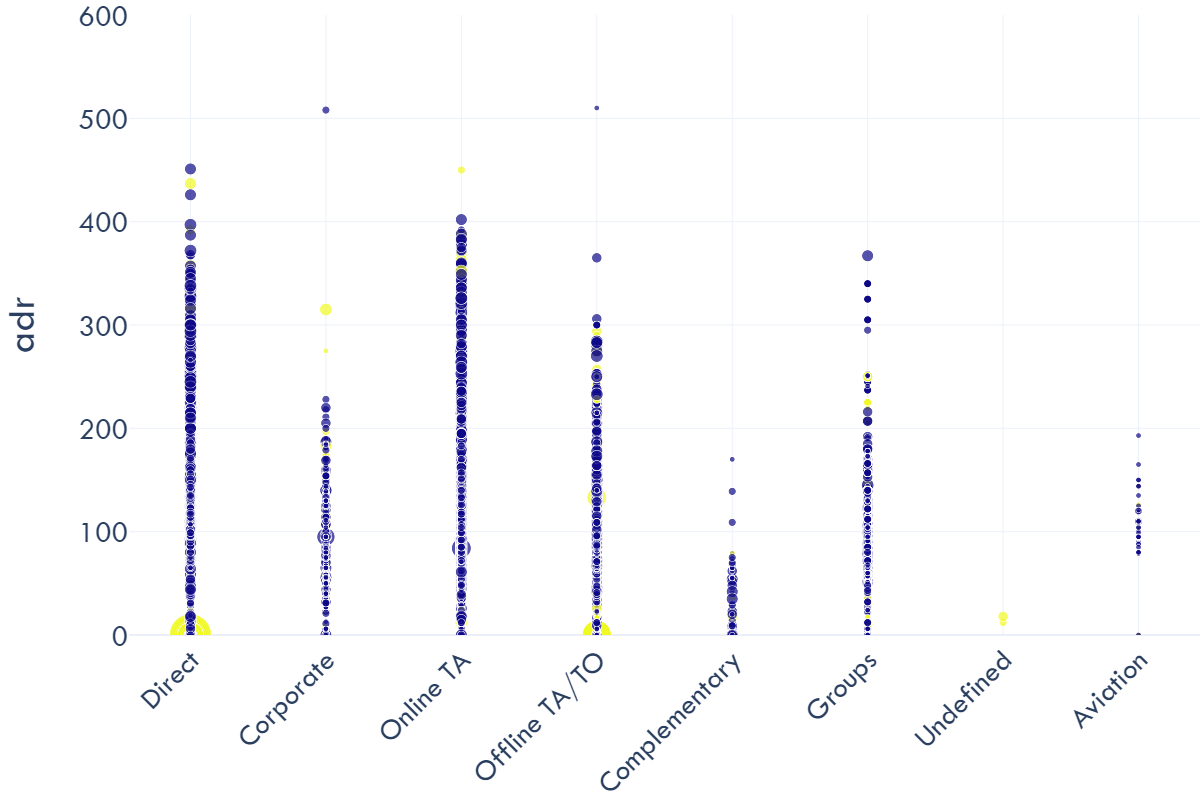 600
500
400
300
200
100
0
adr
Direct
Corporate
Online TA
Offline TA/TO
Complementary
Groups
Undefined
Aviation